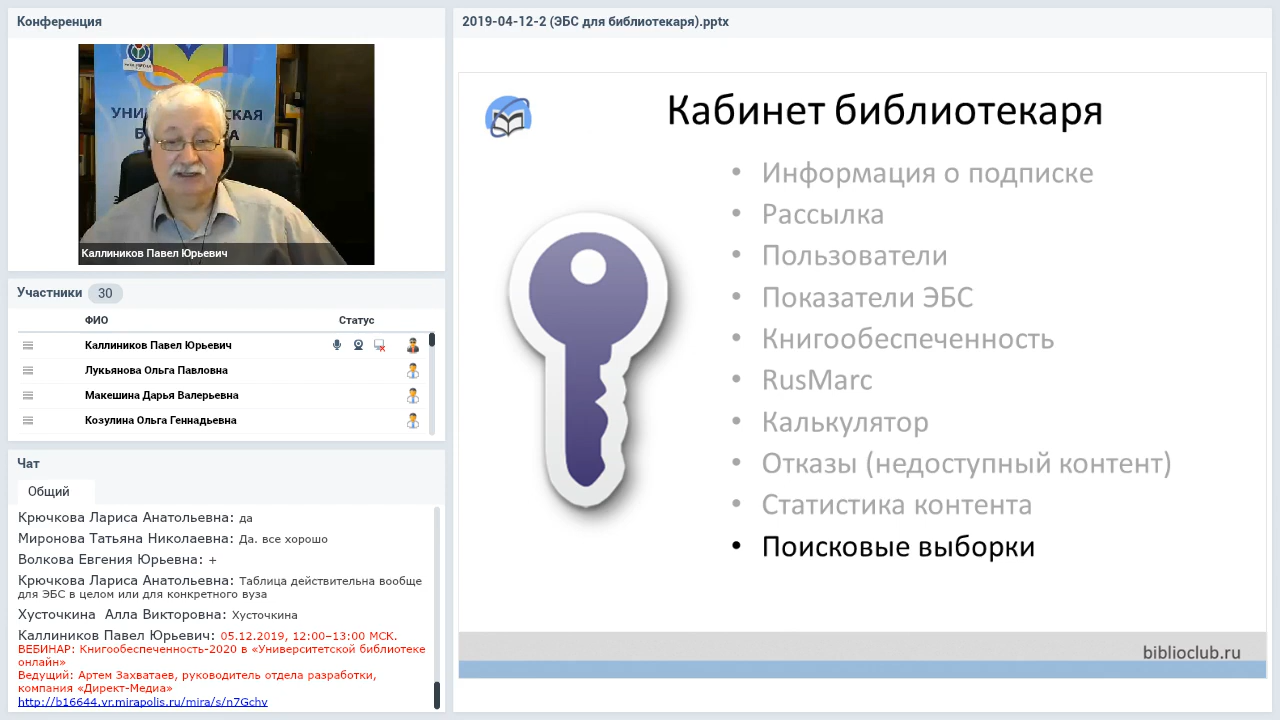 Конференция
УНИ
СКАЯ
Б
А
Каллиников Павел Юрьевич
Участники 30
ФИО Статус
Каллиников Павел Юрьевич
Лукьянова Ольга Павловна
Макешина Дарья Валерьевна
Козулина Ольга Геннадьевна
Чат
Общий
Крючкова Лариса Анатольевна: да
Миронова Татьяна Николаевна: Да. все хорошо
Волкова Евгения Юрьевна: +
Крючкова Лариса Анатольевна: Таблица действительна вообще
для ЭБС в целом или для конкретного вуза
Хусточкина Алла Викторовна: Хусточкина
Каллиников Павел Юрьевич: 05.12.2019, 12:00–13:00 МСК.
ВЕБИНАР: Книгообеспеченность-2020 в «Университетской библиотеке
онлайн»
Ведущий: Артем Захватаев, руководитель отдела разработки,
компания «Директ-Медиа»
http://b16644.vr.mirapolis.ru/mira/s/n7Gchv
2019-04-12-2 (ЭБС для библиотекаря).pptx
Кабинет библиотекаря
• Информация о подписке
• Рассылка
• Пользователи
• Показатели ЭБС
• Книгообеспеченность
• RusMarc
• Калькулятор
• Отказы (недоступный контент)
• Статистика контента
• Поисковые выборки
biblioclub.ru